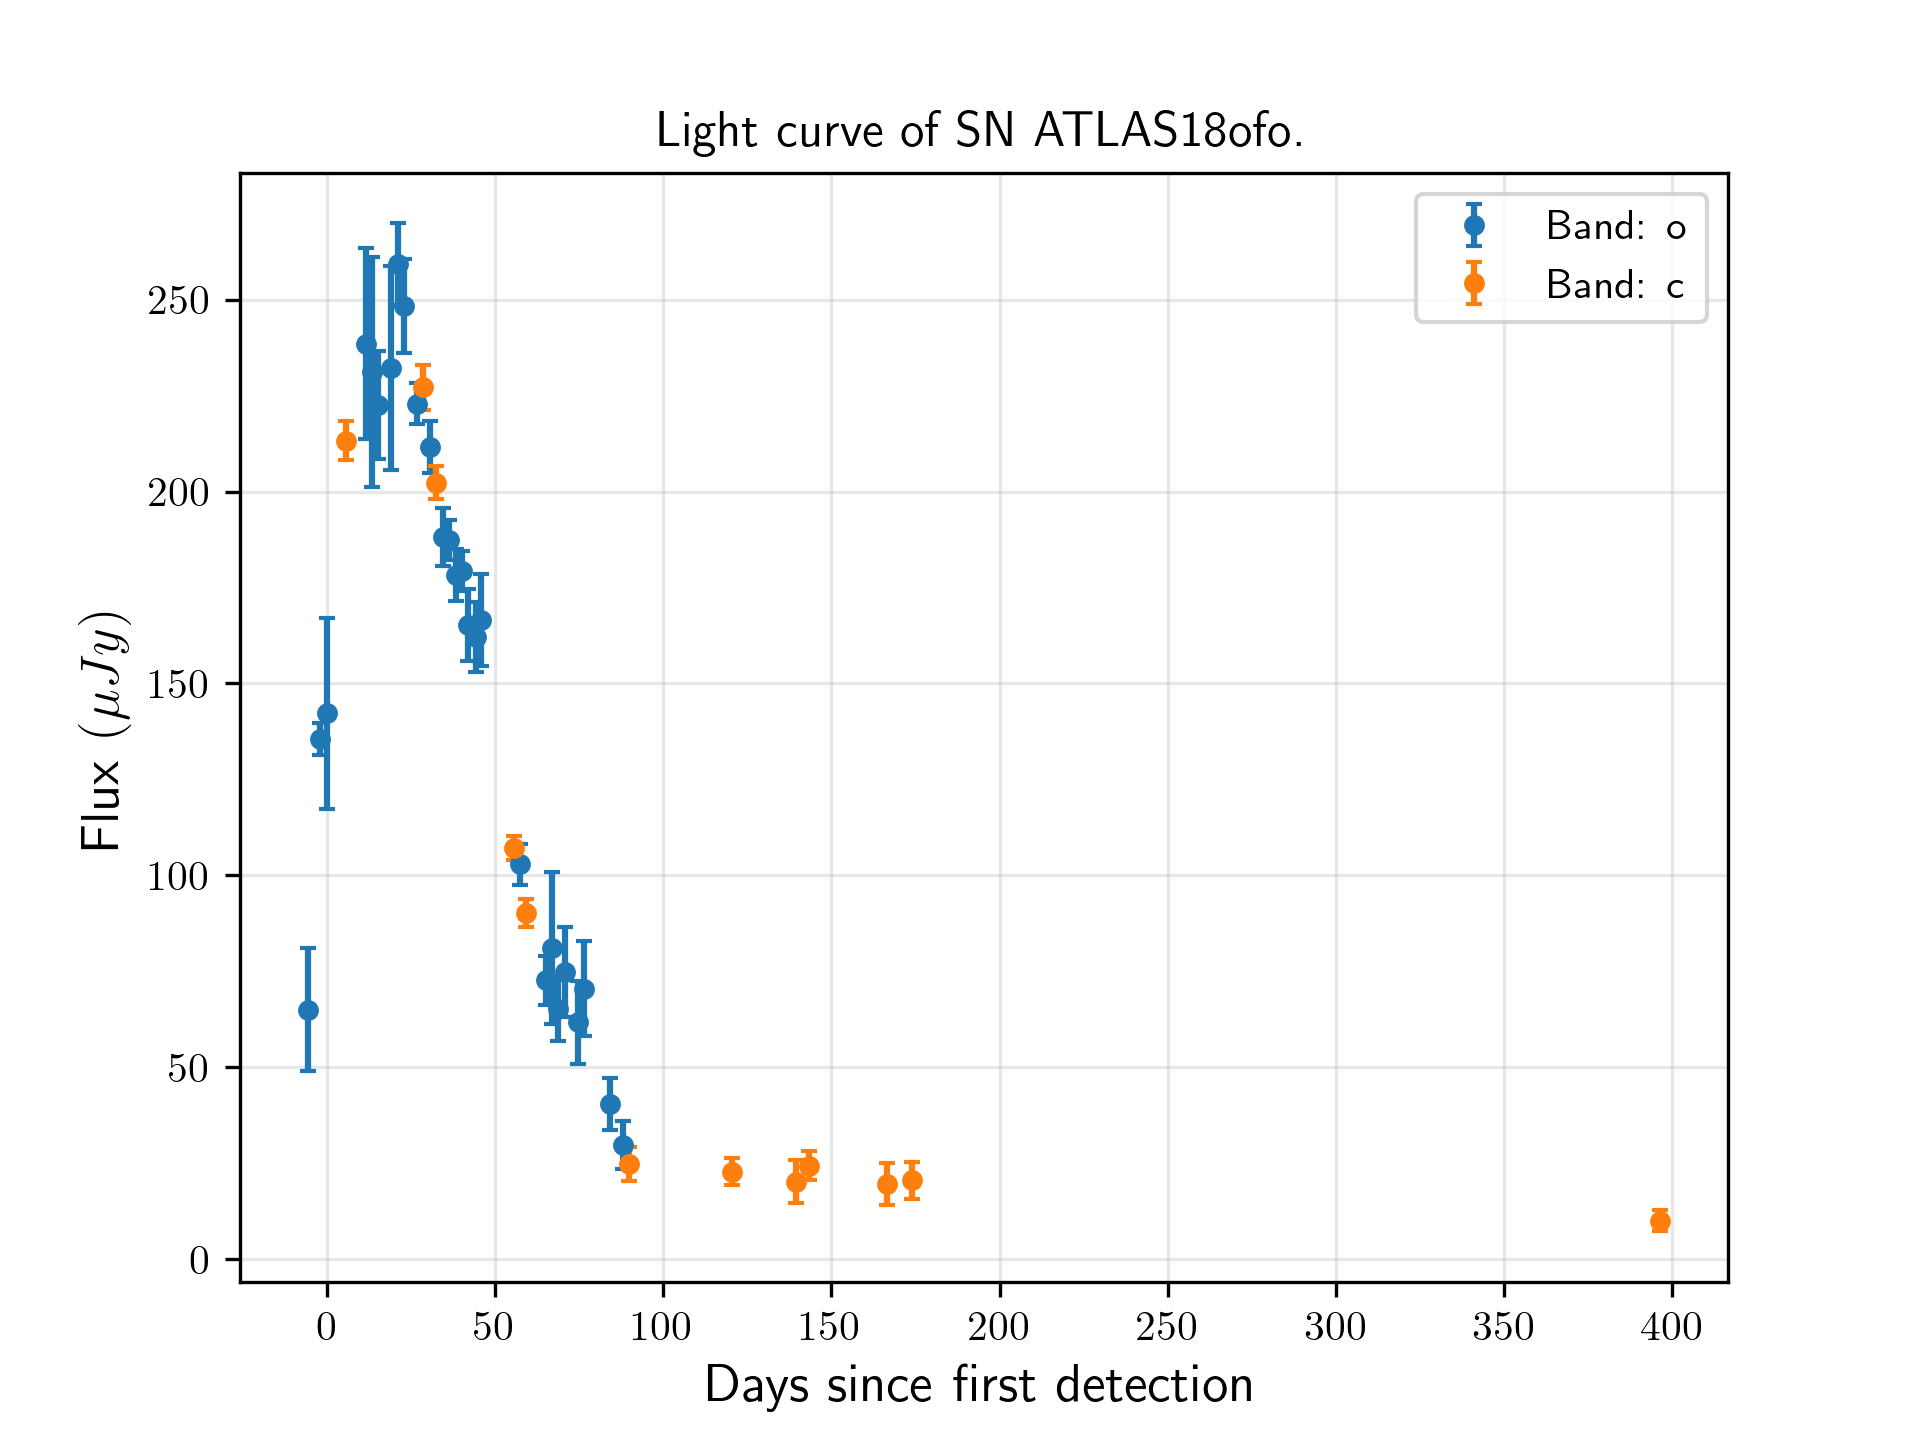 Light curve of SN ATLAS18ofo.
Band: o
Band: c
Flux (μJy)
250
200
150
100
50
0
0 50 100 150 200 250 300 350 400
Days since first detection